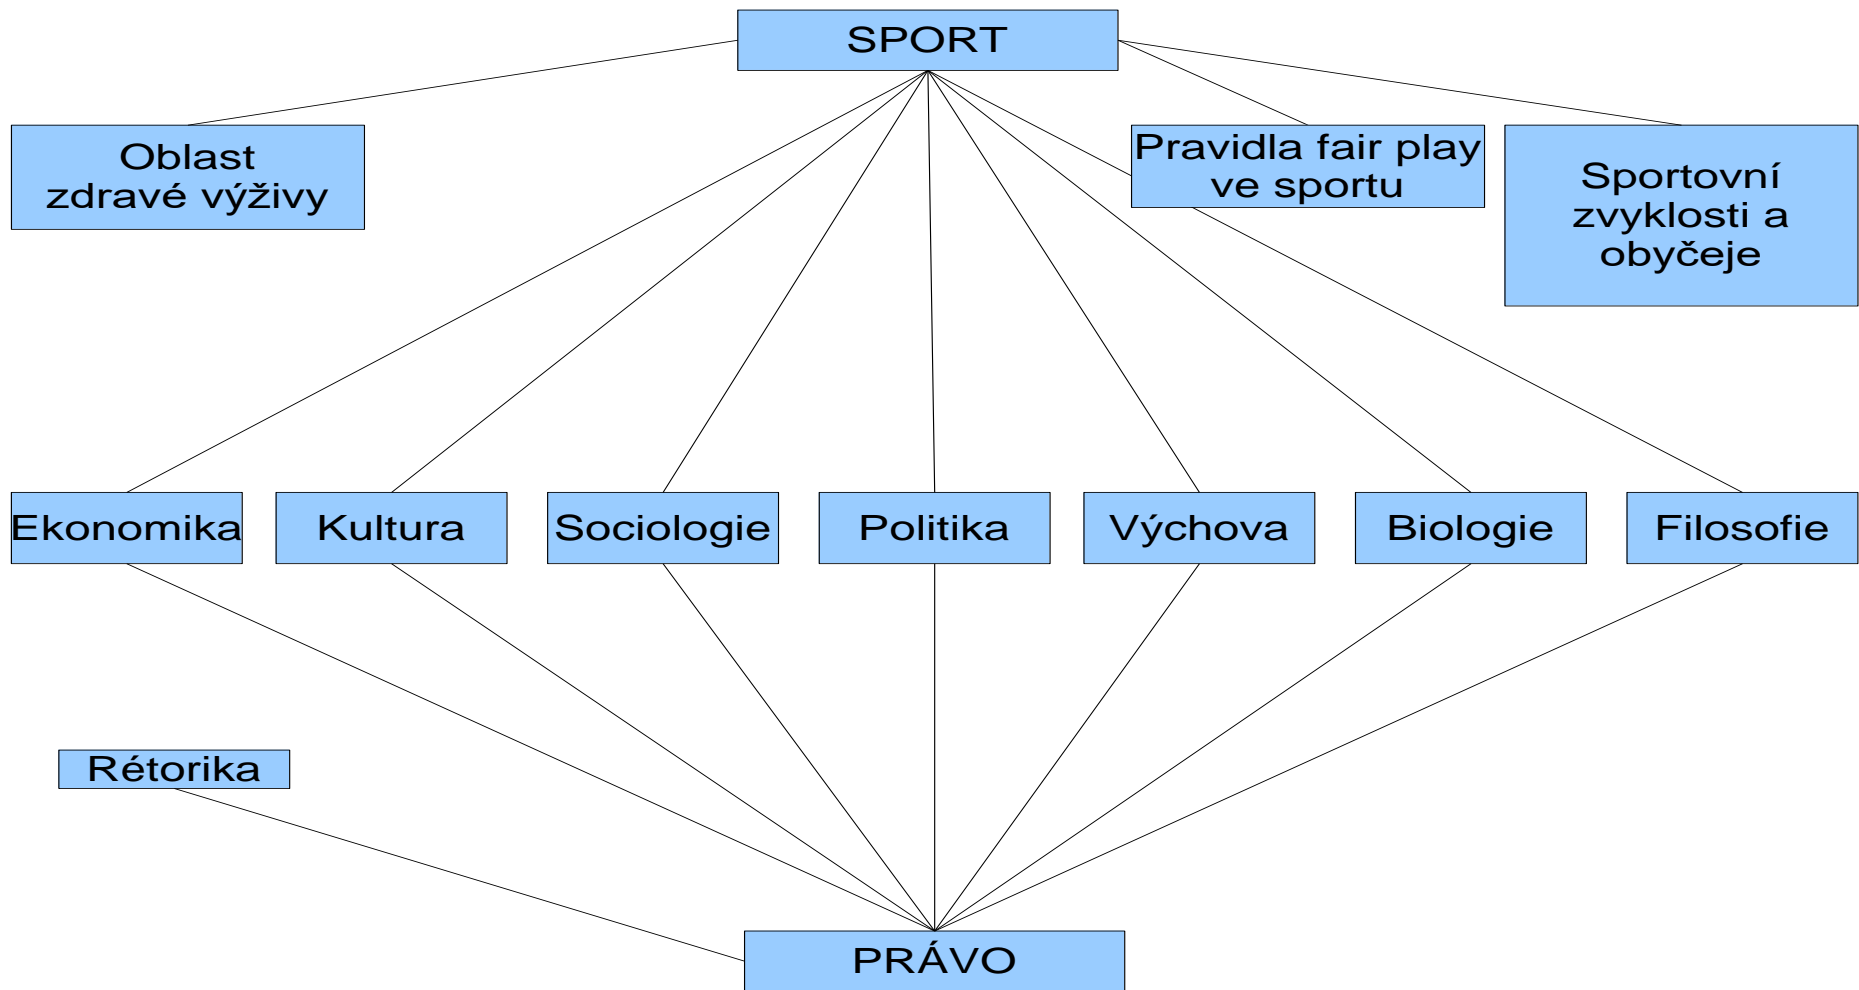 SPORT
Oblast
zdravé výživy
Pravidla fair play
ve sportu
Sportovní
zvyklosti a
obyčeje
Ekonomika
Kultura
Sociologie
Politika
Výchova
Biologie
Filosofie
Rétorika
PRÁVO